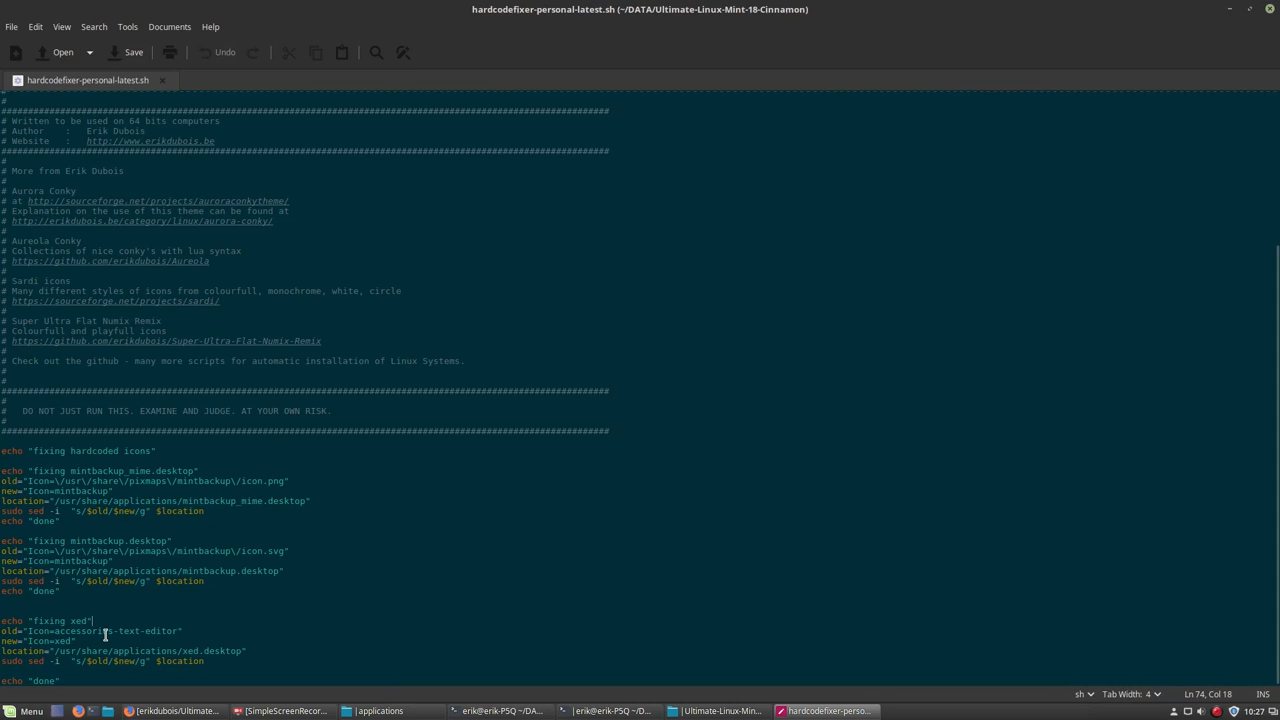 hardcodefixer-personal-latest.sh (~/DATA/Ultimate-Linux-Mint-18-Cinnamon)
File Edit View Search Tools Documents Help
Open Save Undo
hardcodefixer-personal-latest.sh
#
##################################################################################################################
# Written to be used on 64 bits computers
# Author    :   Erik Dubois
# Website   :   http://www.erikdubois.be
##################################################################################################################
#
# More from Erik Dubois
#
# Aurora Conky
# at http://sourceforge.net/projects/auroraconkytheme/
# Explanation on the use of this theme can be found at
# http://erikdubois.be/category/linux/aurora-conky/
#
# Aureola Conky
# Collections of nice conky's with lua syntax
# https://github.com/erikdubois/Aureola
#
# Sardi icons
# Many different styles of icons from colourfull, monochrome, white, circle
# https://sourceforge.net/projects/sardi/
#
# Super Ultra Flat Numix Remix
# Colourfull and playfull icons
# https://github.com/erikdubois/Super-Ultra-Flat-Numix-Remix
#
# Check out the github - many more scripts for automatic installation of Linux Systems.
#
#
##################################################################################################################
#
#   DO NOT JUST RUN THIS. EXAMINE AND JUDGE. AT YOUR OWN RISK.
#
##################################################################################################################
echo "fixing hardcoded icons"
echo "fixing mintbackup_mime.desktop"
old="Icon=\/usr\/share\/pixmaps\/mintbackup\/icon.png"
new="Icon=mintbackup"
location="/usr/share/applications/mintbackup_mime.desktop"
sudo sed -i  "s/$old/$new/g" $location
echo "done"
echo "fixing mintbackup.desktop"
old="Icon=\/usr\/share\/pixmaps\/mintbackup\/icon.svg"
new="Icon=mintbackup"
location="/usr/share/applications/mintbackup.desktop"
sudo sed -i  "s/$old/$new/g" $location
echo "done"
echo "fixing xed"
old="Icon=accessories-text-editor"
new="Icon=xed"
location="/usr/share/applications/xed.desktop"
sudo sed -i  "s/$old/$new/g" $location
echo "done"
sh Tab Width: 4 Ln 74, Col 18 INS
Menu [erikdubois/Ultimate... [SimpleScreenRecor... applications erik@erik-P5Q ~/DA... erik@erik-P5Q ~/D... Ultimate-Linux-Min... hardcodefixer-perso... 10:27